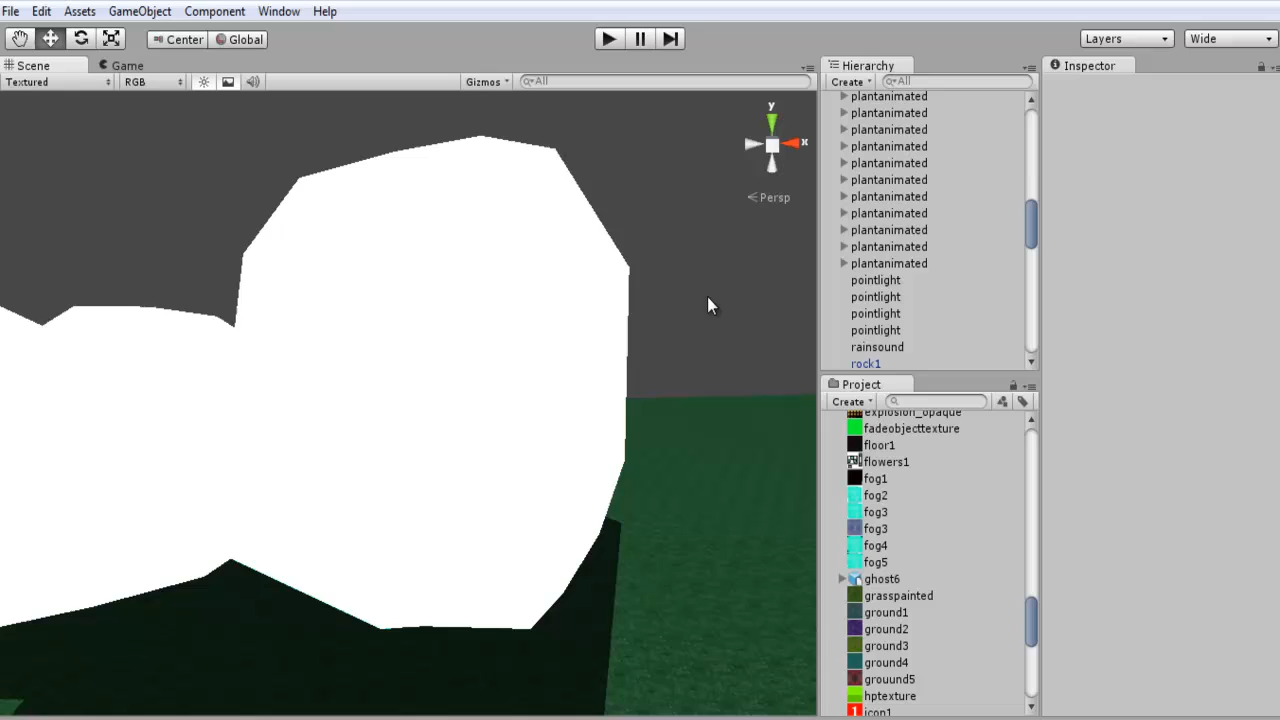 File Edit Assets GameObject Component Window Help
Center Global Layers Wide
Scene Game
Textured RGB Gizmos All
y
x
Persp
Hierarchy
Create All
plantanimated
plantanimated
plantanimated
plantanimated
plantanimated
plantanimated
plantanimated
plantanimated
plantanimated
plantanimated
plantanimated
pointlight
pointlight
pointlight
pointlight
rainsound
rock1
Project
Create
explosion_opaque
fadeobjecttexture
floor1
flowers1
fog1
fog2
fog3
fog3
fog4
fog5
ghost6
grasspainted
ground1
ground2
ground3
ground4
grouund5
hptexture
1 icon1
Inspector